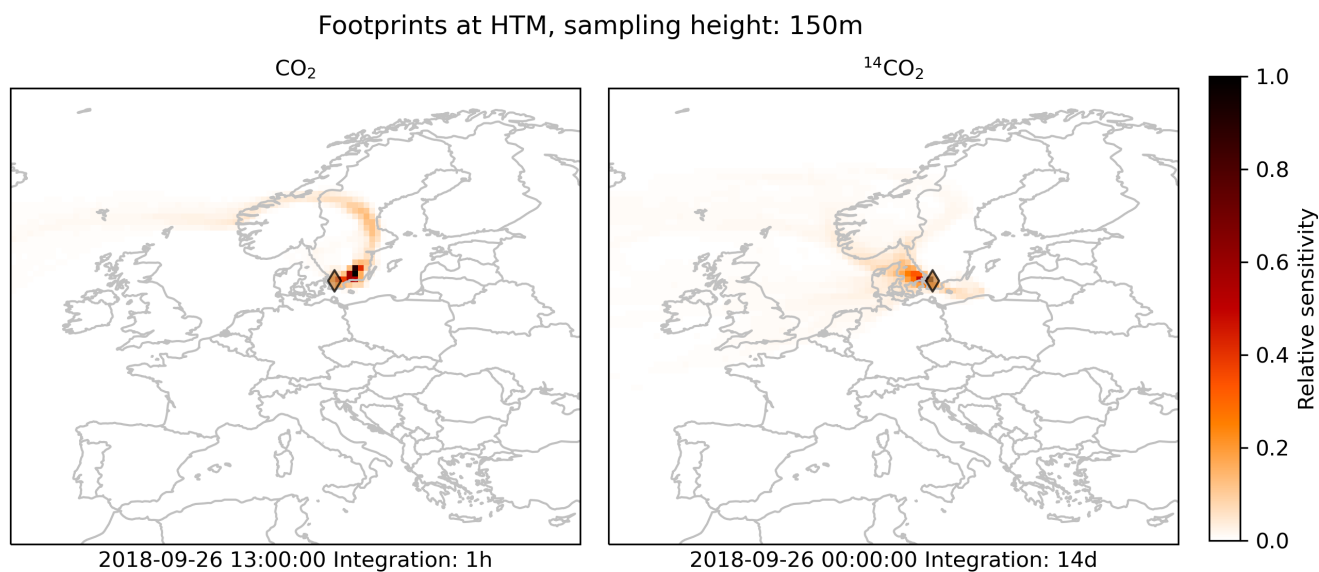 Footprints at HTM, sampling height: 150m
CO₂
¹⁴CO₂
1.0
0.8
0.6
0.4
0.2
0.0
Relative sensitivity
2018-09-26 13:00:00 Integration: 1h
2018-09-26 00:00:00 Integration: 14d